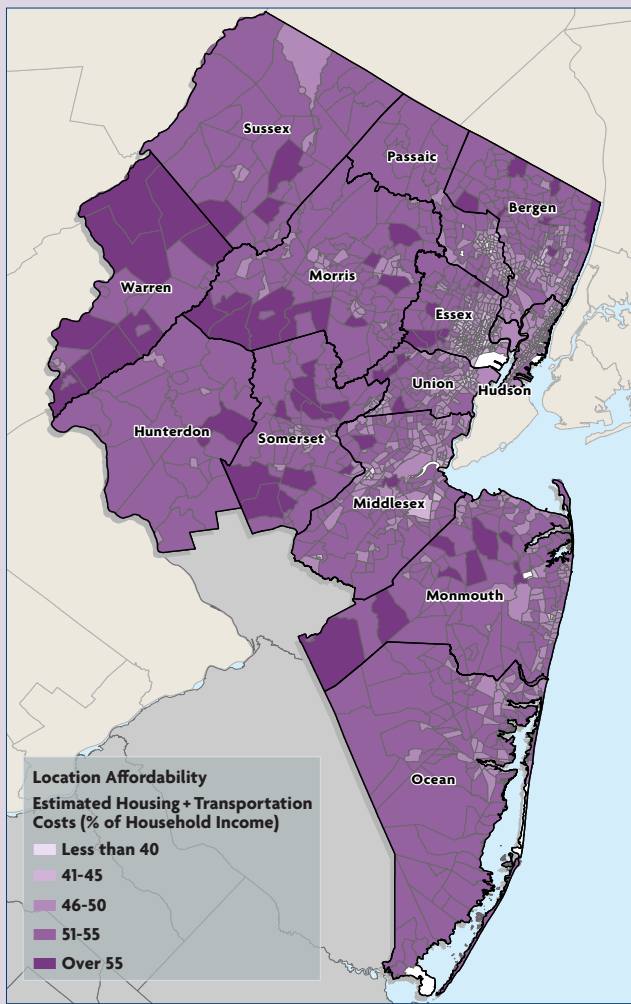 Sussex
Passaic
Bergen
Warren
Morris
Essex
Union
Hudson
Hunterdon
Somerset
Middlesex
Monmouth
Ocean
Location Affordability
Estimated Housing + Transportation
Costs (% of Household Income)
Less than 40
41-45
46-50
51-55
Over 55